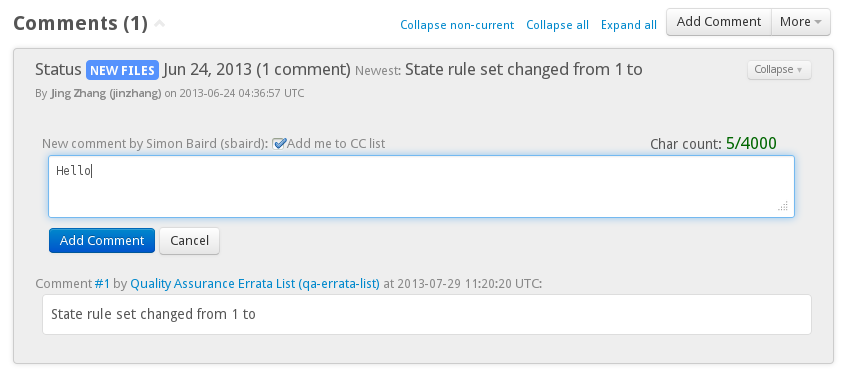 Comments (1)
Collapse non-current Collapse all Expand all Add Comment More
Status NEW FILES Jun 24, 2013 (1 comment) Newest: State rule set changed from 1 to
Collapse
By Jing Zhang (jinzhang) on 2013-06-24 04:36:57 UTC
New comment by Simon Baird (sbaird): Add me to CC list
Char count: 5/4000
Hello
Add Comment Cancel
Comment #1 by Quality Assurance Errata List (qa-errata-list) at 2013-07-29 11:20:20 UTC:
State rule set changed from 1 to